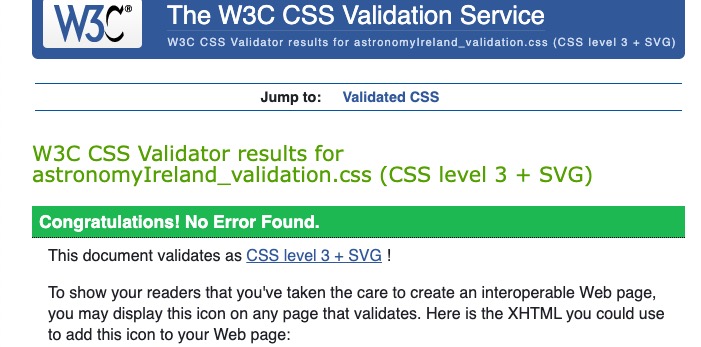 W3C®
The W3C CSS Validation Service
W3C CSS Validator results for astronomyIreland_validation.css (CSS level 3 + SVG)
Jump to: Validated CSS
W3C CSS Validator results for
astronomyIreland_validation.css (CSS level 3 + SVG)
Congratulations! No Error Found.
This document validates as CSS level 3 + SVG !
To show your readers that you've taken the care to create an interoperable Web page,
you may display this icon on any page that validates. Here is the XHTML you could use
to add this icon to your Web page: